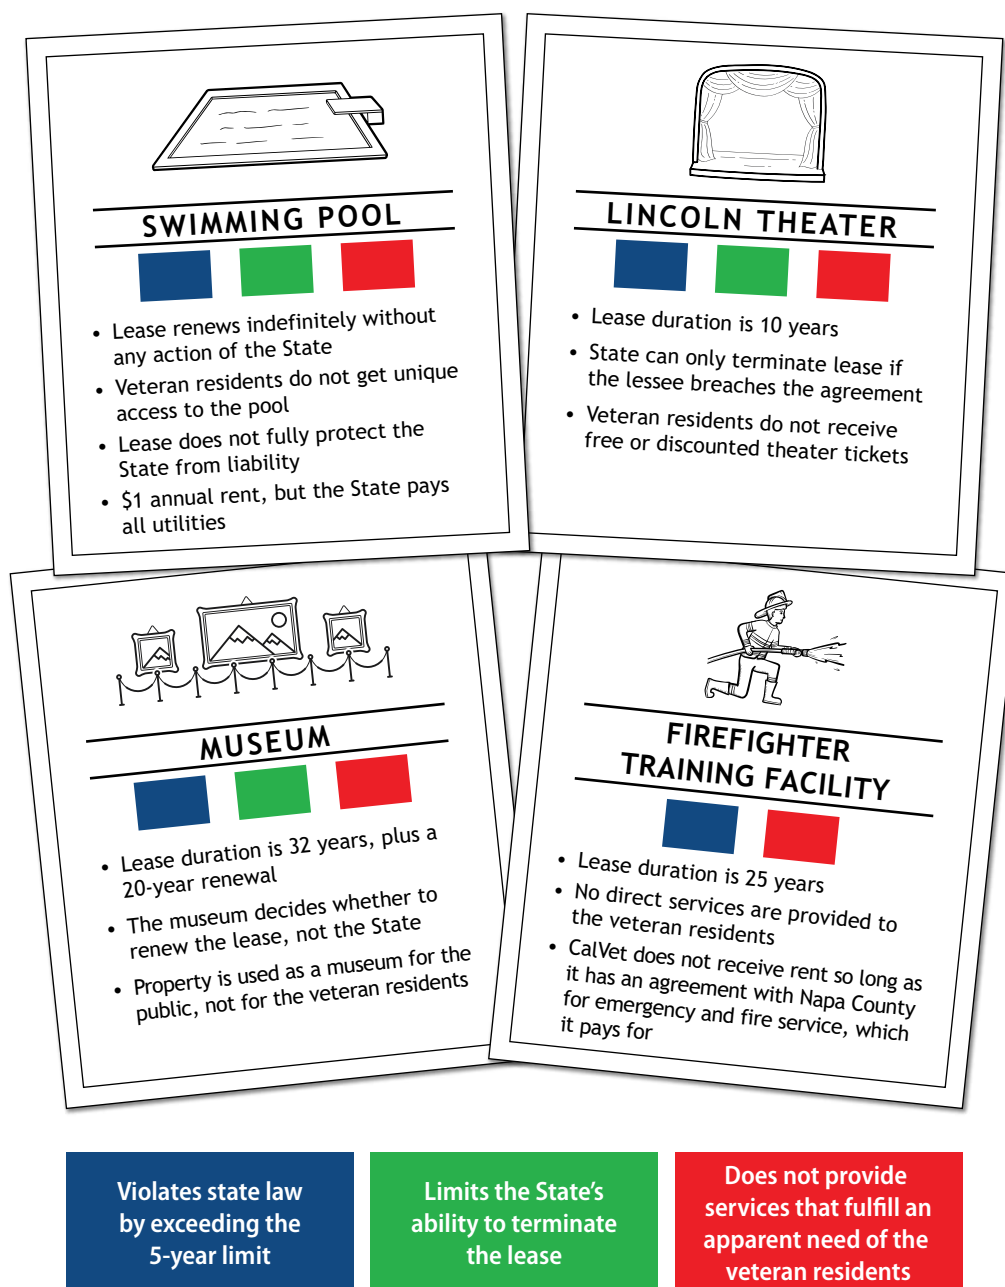 SWIMMING POOL
• Lease renews indefinitely without
any action of the State
• Veteran residents do not get unique
access to the pool
• Lease does not fully protect the
State from liability
• $1 annual rent, but the State pays
all utilities
LINCOLN THEATER
• Lease duration is 10 years
• State can only terminate lease if
the lessee breaches the agreement
• Veteran residents do not receive
free or discounted theater tickets
MUSEUM
• Lease duration is 32 years, plus a
20-year renewal
• The museum decides whether to
renew the lease, not the State
• Property is used as a museum for the
public, not for the veteran residents
FIREFIGHTER
TRAINING FACILITY
• Lease duration is 25 years
• No direct services are provided to
the veteran residents
• CalVet does not receive rent so long as
it has an agreement with Napa County
for emergency and fire service, which
it pays for
Violates state law
by exceeding the
5-year limit
Limits the State's
ability to terminate
the lease
Does not provide
services that fulfill an
apparent need of the
veteran residents